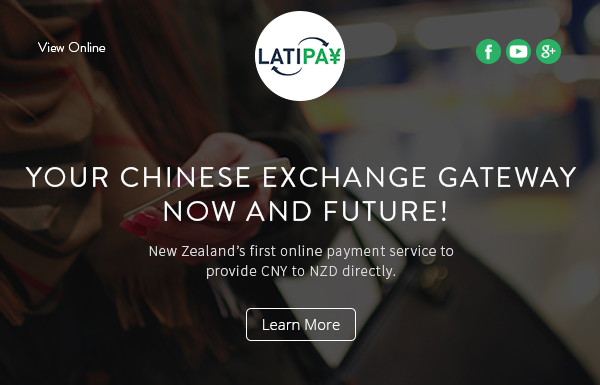 View Online
LATIPA¥
f
YouTube
g+
YOUR CHINESE EXCHANGE GATEWAY
NOW AND FUTURE!
New Zealand's first online payment service to
provide CNY to NZD directly.
Learn More